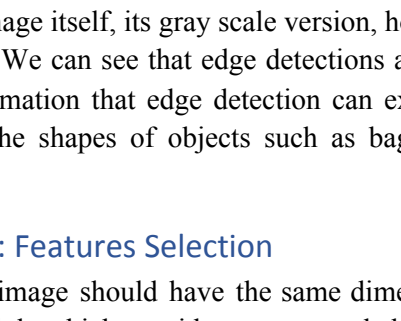 age itself, its gray scale version, h
We can see that edge detections a
mation that edge detection can ex
he shapes of objects such as bag
: Features Selection
image should have the same dime